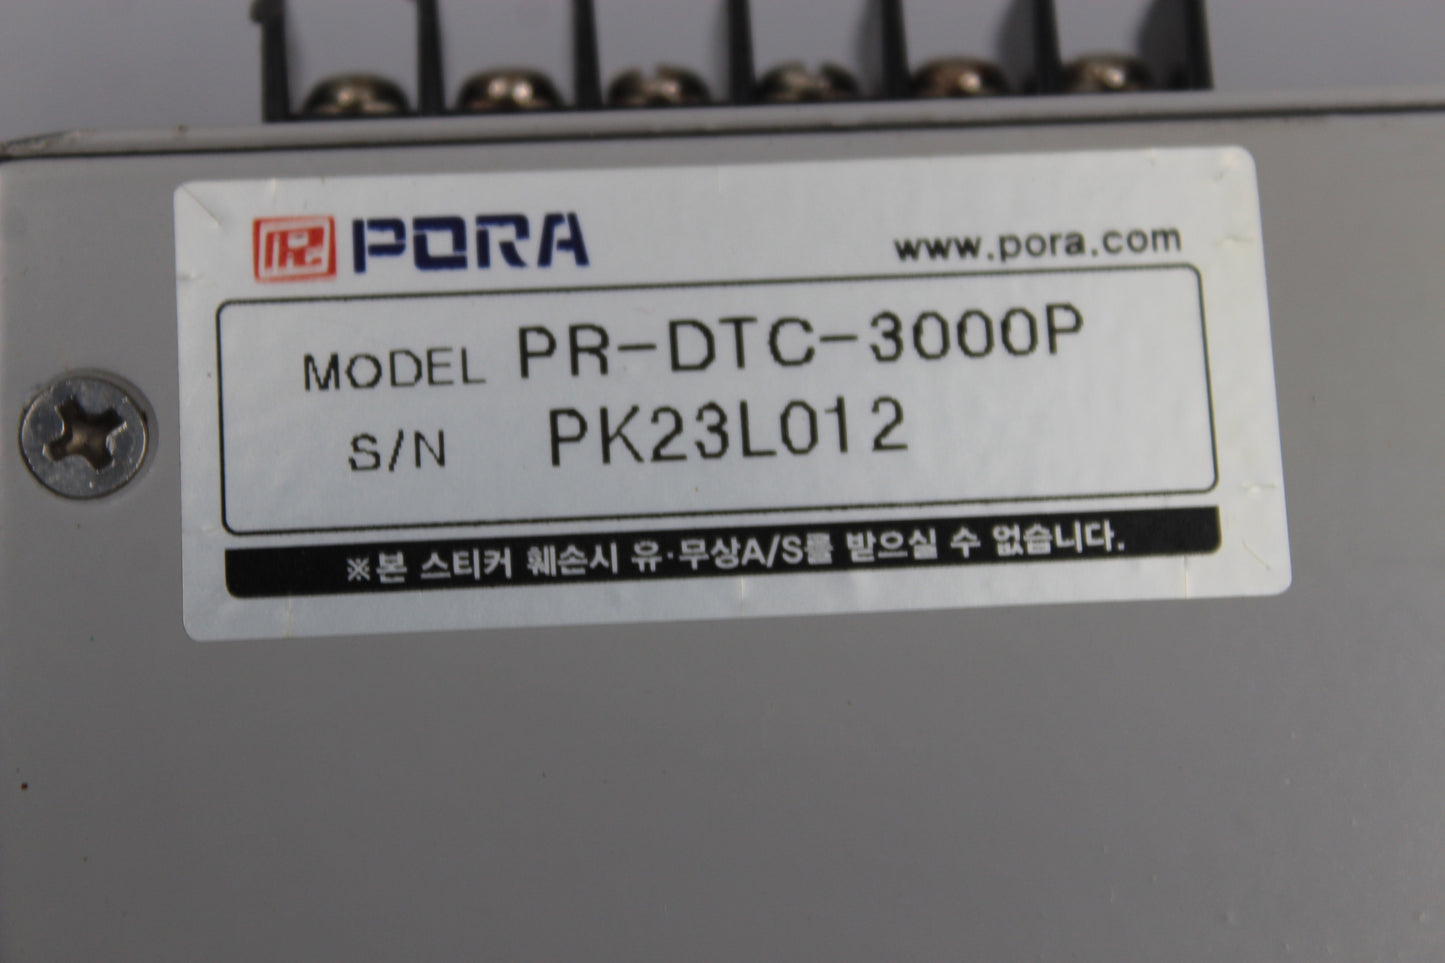 PR PORA
www.pora.com
MODEL PR-DTC-3000P
S/N PK23L012
※본 스티커 훼손시 유·무상A/S를 받으실 수 없습니다.